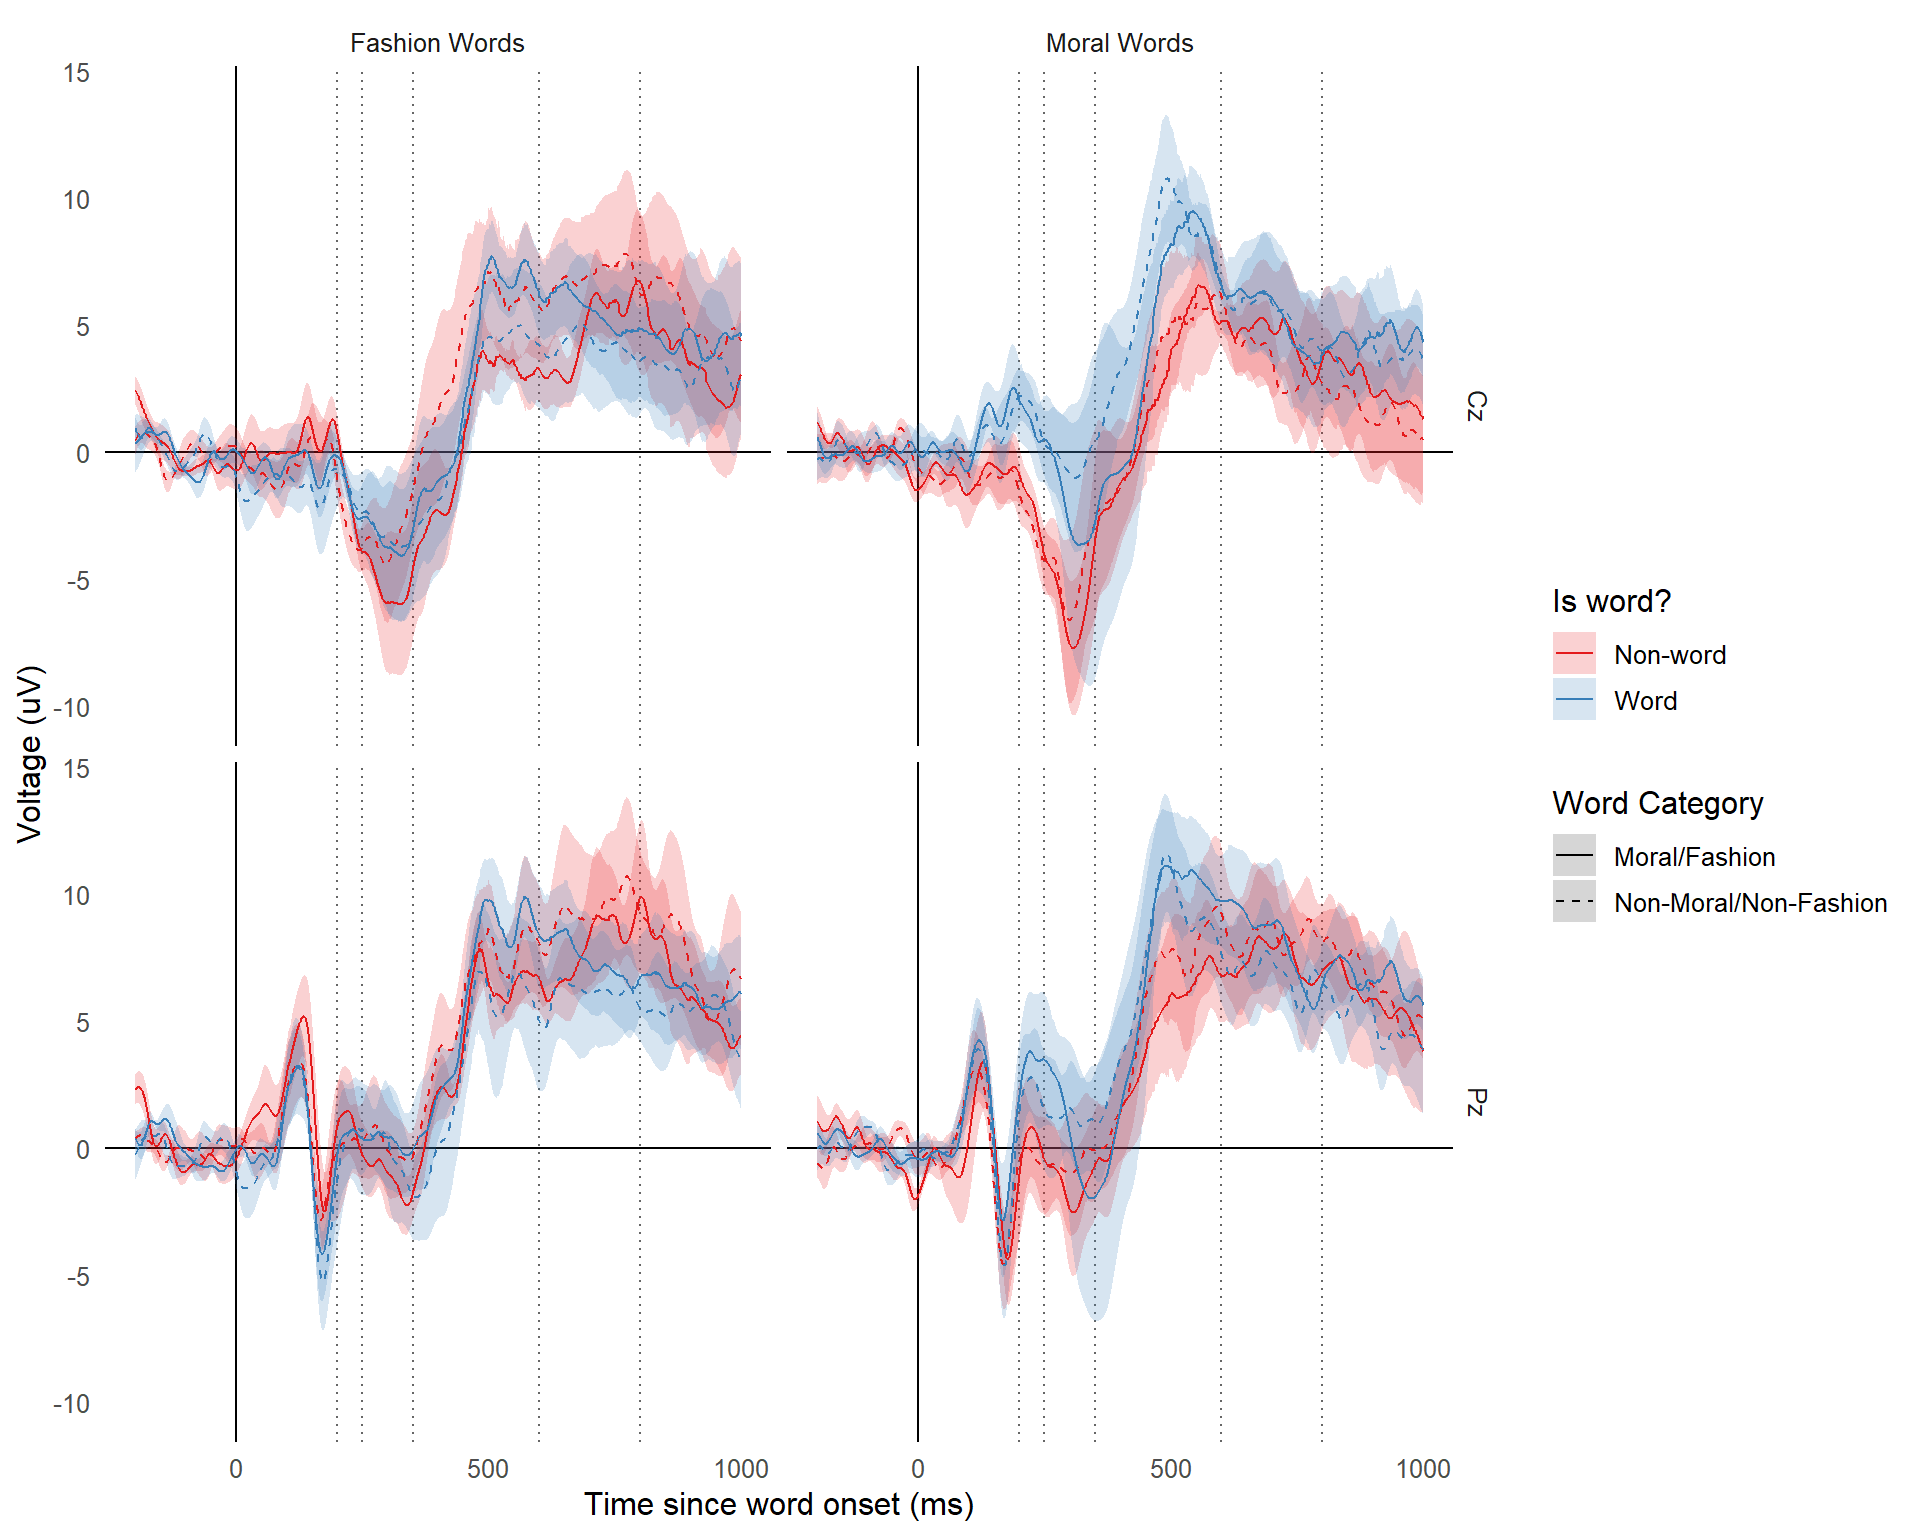 Fashion Words
Moral Words
15
10
5
0
-5
-10
Cz
15
10
5
0
-5
-10
Pz
Voltage (uV)
0
500
1000
0
500
1000
Time since word onset (ms)
Is word?
Non-word
Word
Word Category
Moral/Fashion
Non-Moral/Non-Fashion